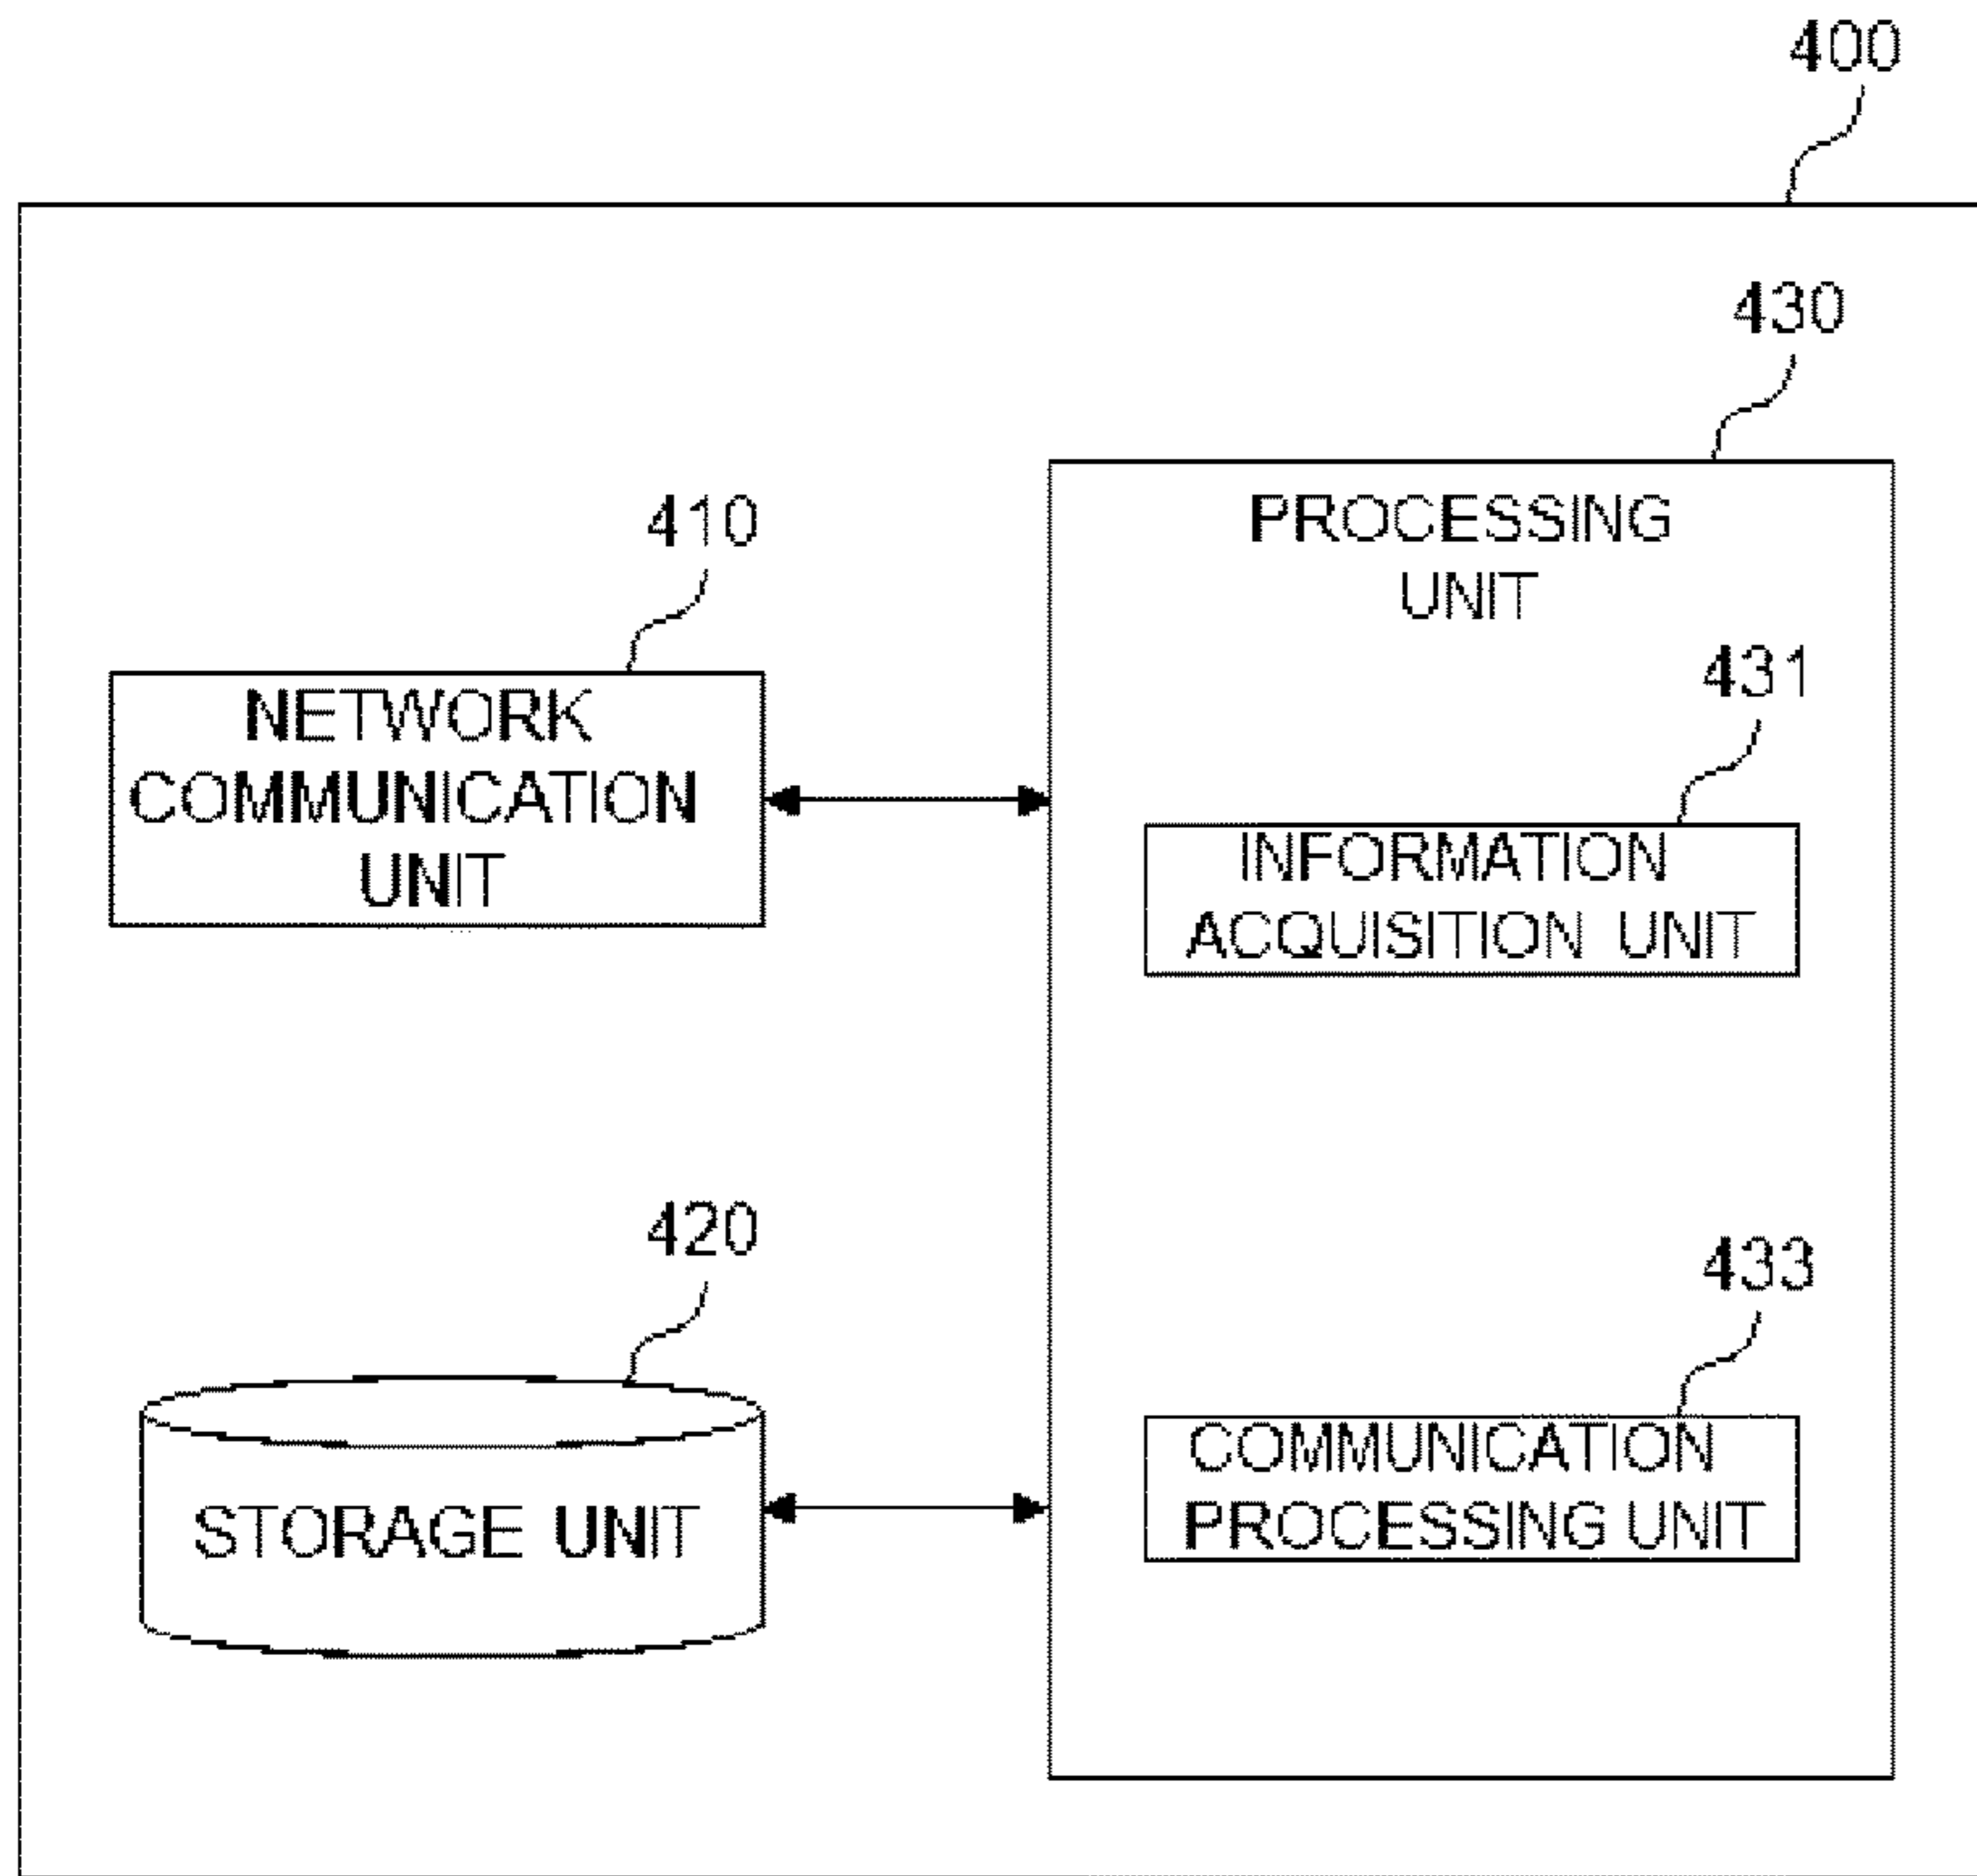 400
430
410
PROCESSING
UNIT
431
NETWORK
COMMUNICATION
UNIT
INFORMATION
ACQUISITION UNIT
420
433
STORAGE UNIT
COMMUNICATION
PROCESSING UNIT